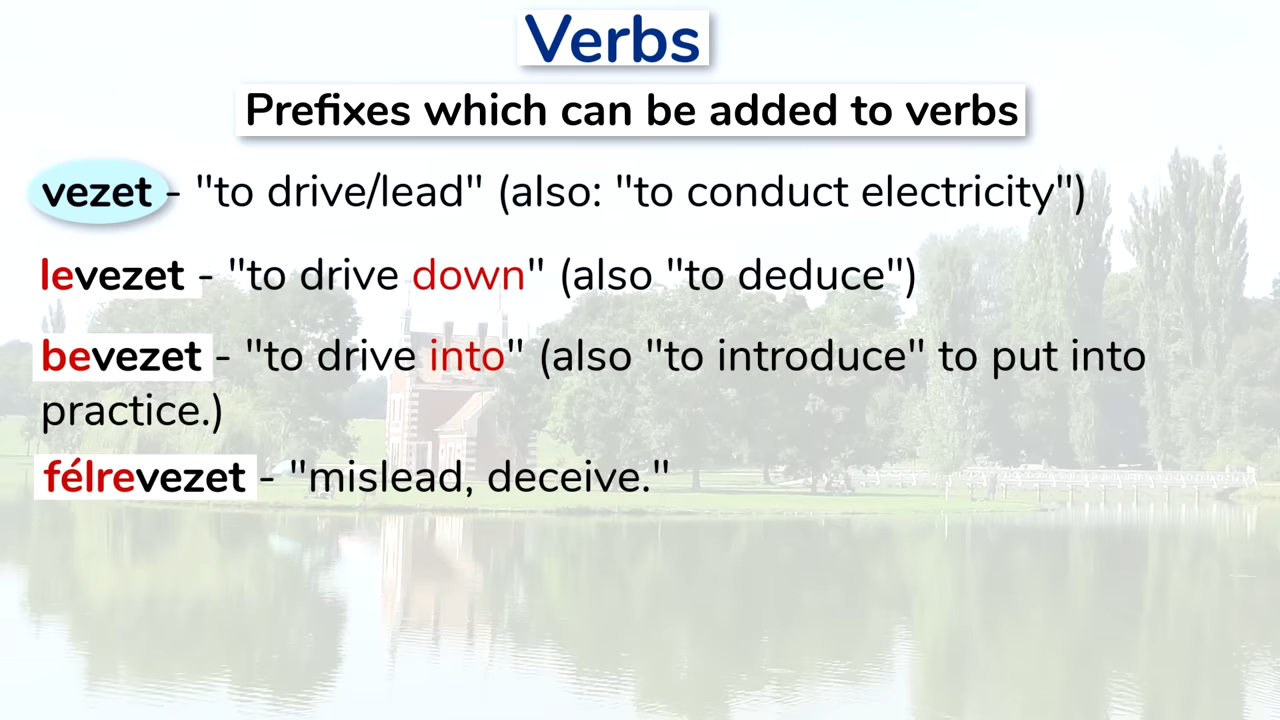 Verbs
Prefixes which can be added to verbs
vezet - "to drive/lead" (also: "to conduct electricity")
levezet - "to drive down" (also "to deduce")
bevezet - "to drive into" (also "to introduce" to put into
practice.)
félrevezet - "mislead, deceive."